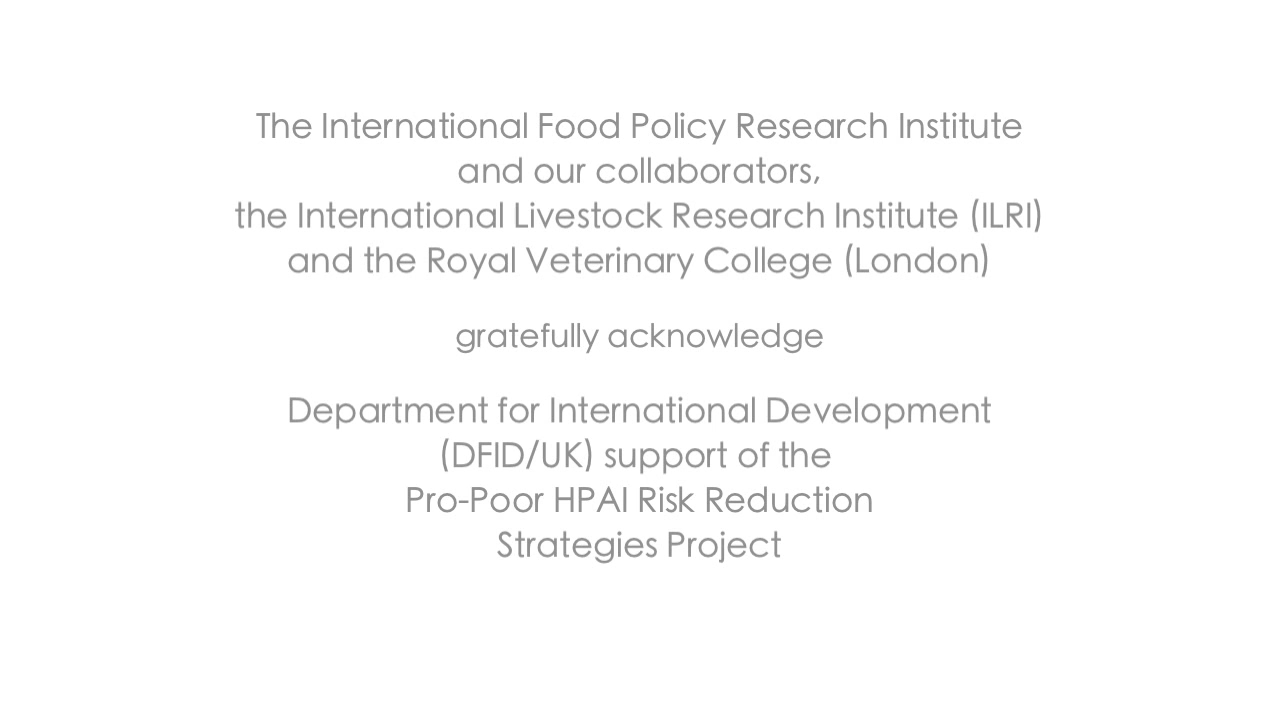 The International Food Policy Research Institute
and our collaborators,
the International Livestock Research Institute (ILRI)
and the Royal Veterinary College (London)
gratefully acknowledge
Department for International Development
(DFID/UK) support of the
Pro-Poor HPAI Risk Reduction
Strategies Project